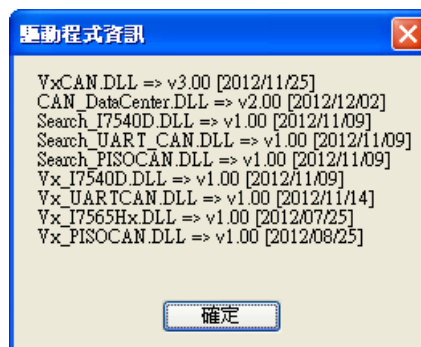 驅動程式資訊
VxCAN.DLL => v3.00 [2012/11/25]
CAN_DataCenter.DLL => v2.00 [2012/12/02]
Search_I7540D.DLL => v1.00 [2012/11/09]
Search_UART_CAN.DLL => v1.00 [2012/11/09]
Search_PISOCAN.DLL => v1.00 [2012/11/09]
Vx_I7540D.DLL => v1.00 [2012/11/09]
Vx_UARTCAN.DLL => v1.00 [2012/11/14]
Vx_I7565Hx.DLL => v1.00 [2012/07/25]
Vx_PISOCAN.DLL => v1.00 [2012/08/25]
確定